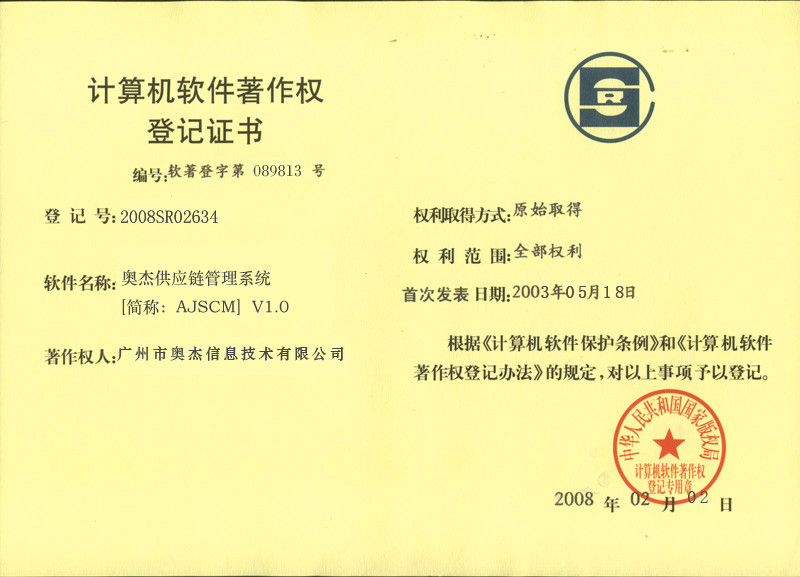 计算机软件著作权
登记证书
编号:软著登字第 089813 号
登 记 号:2008SR02634
软件名称:奥杰供应链管理系统
[简称：AJSCM] V1.0
著作权人:广州市奥杰信息技术有限公司
SR
权利取得方式:原始取得
权 利 范 围:全部权利
首次发表日期:2003年05月18日
根据《计算机软件保护条例》和《计算机软件
著作权登记办法》的规定,对以上事项予以登记。
中华人民共和国国家版权局
计算机软件著作权
登记专用章
2008 年 02 月 02 日